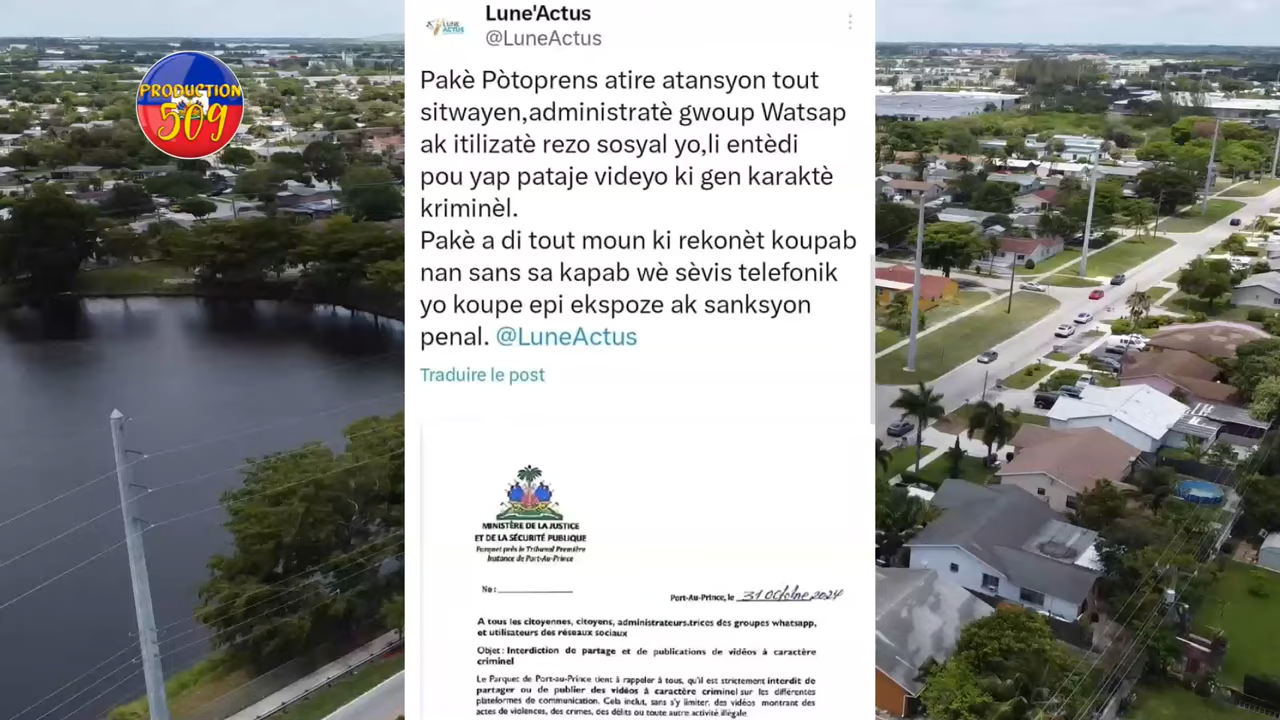 PRODUCTION
509
LUNE
ACTUS
Lune'Actus
@LuneActus
Pakè Pòtoprens atire atansyon tout
sitwayen,administratè gwoup Watsap
ak itilizatè rezo sosyal yo,li entèdi
pou yap pataje videyo ki gen karaktè
kriminèl.
Pakè a di tout moun ki rekonèt koupab
nan sans sa kapab wè sèvis telefonik
yo koupe epi ekspoze ak sanksyon
penal. @LuneActus
Traduire le post
MINISTÈRE DE LA JUSTICE
ET DE LA SÉCURITÉ PUBLIQUE
Parquet près le Tribunal Première
Instance de Port-Au-Prince
No :
Port-Au-Prince, le 31 Octobre 2024
A tous les citoyennes, citoyens, administrateurs.trices des groupes whatsapp,
et utilisateurs des réseaux sociaux
Objet : Interdiction de partage et de publications de vidéos à caractère
criminel
Le Parquet de Port-au-Prince tient à rappeler à tous, qu'il est strictement interdit de
partager ou de publier des vidéos à caractère criminel sur les différentes
plateformes de communication. Cela inclut, sans s'y limiter, des vidéos montrant des
actes de violences, des crimes, des délits ou toute autre activité illégale.